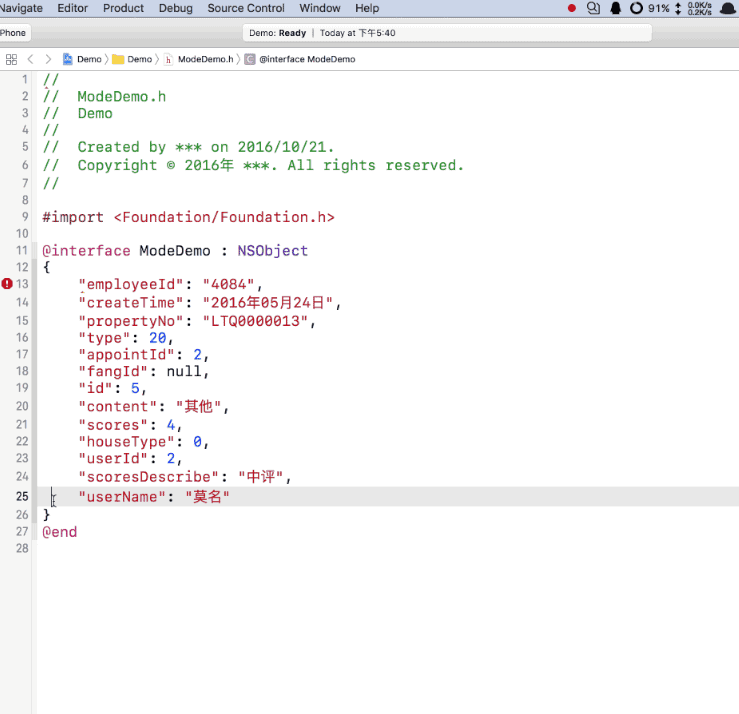 Navigate Editor Product Debug Source Control Window Help 91% 0.0K/s 0.2K/s
Phone Demo: Ready | Today at 下午5:40
Demo Demo h ModeDemo.h C @interface ModeDemo
1 //
2 // ModeDemo.h
3 // Demo
4 //
5 // Created by *** on 2016/10/21.
6 // Copyright © 2016年 ***. All rights reserved.
7 //
8
9 #import <Foundation/Foundation.h>
10
11 @interface ModeDemo : NSObject
12 {
13 "employeeId": "4084",
14 "createTime": "2016年05月24日",
15 "propertyNo": "LTQ0000013",
16 "type": 20,
17 "appointId": 2,
18 "fangId": null,
19 "id": 5,
20 "content": "其他",
21 "scores": 4,
22 "houseType": 0,
23 "userId": 2,
24 "scoresDescribe": "中评",
25 "userName": "莫名"
26 }
27 @end
28